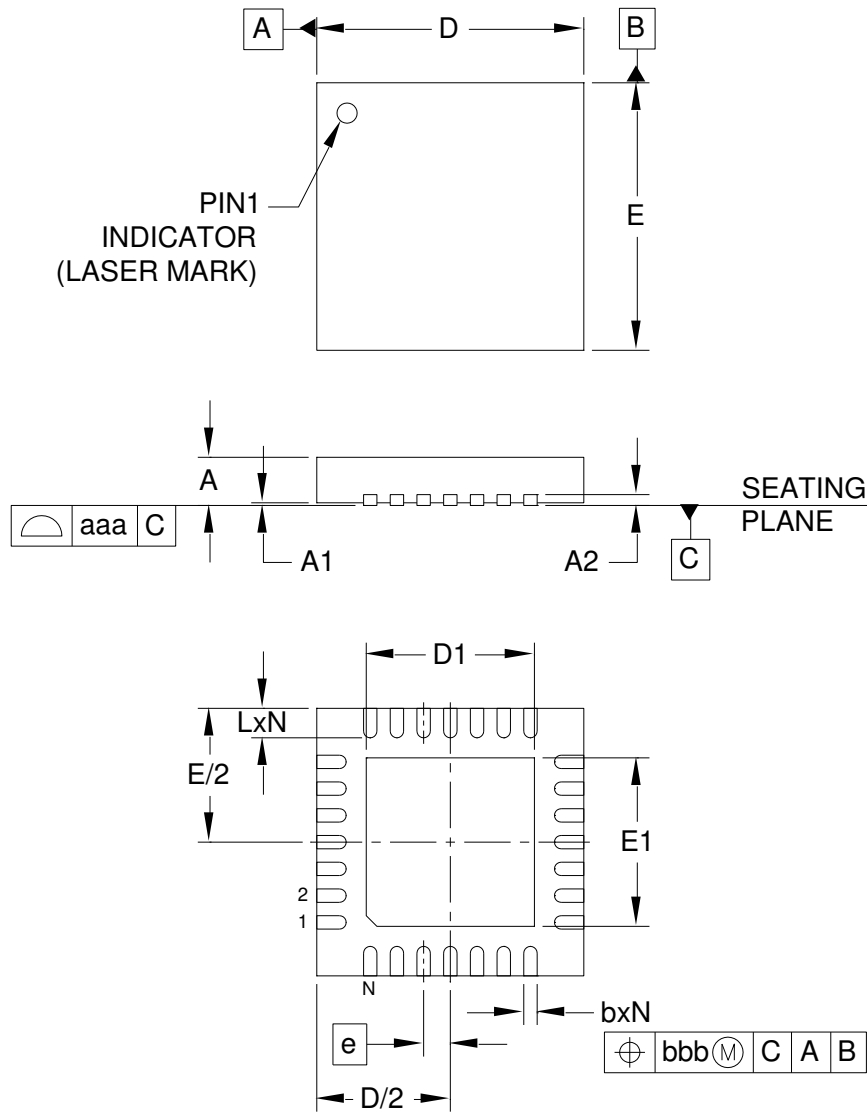 A
D
B
PIN1
INDICATOR
(LASER MARK)
E
A
SEATING
PLANE
aaa C
A1
A2
C
D1
LxN
E/2
E1
2
1
N
bxN
e
bbb Ⓜ C A B
D/2